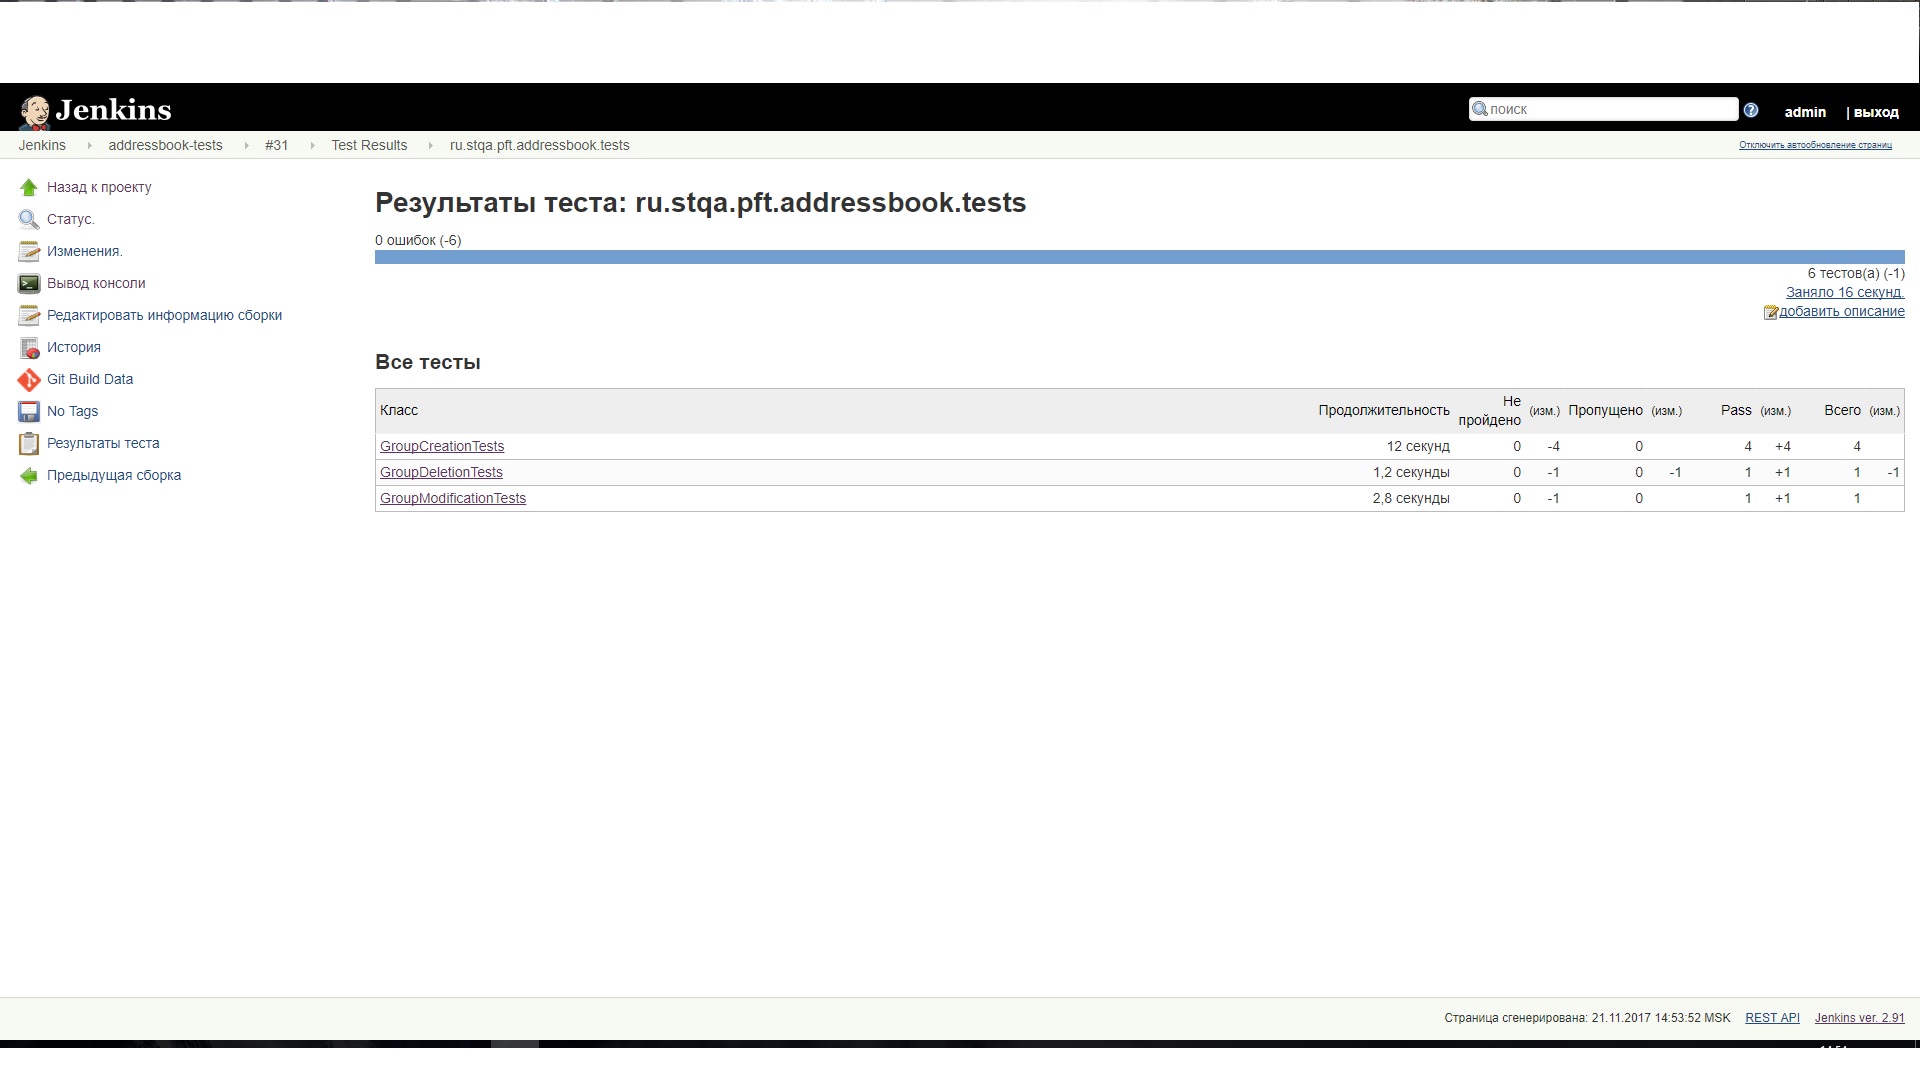 Jenkins
поиск
admin
| выход
Jenkins
addressbook-tests
#31
Test Results
ru.stqa.pft.addressbook.tests
Отключить автообновление страниц
Назад к проекту
Статус.
Изменения.
Вывод консоли
Редактировать информацию сборки
История
Git Build Data
No Tags
Результаты теста
Предыдущая сборка
Результаты теста: ru.stqa.pft.addressbook.tests
0 ошибок (-6)
6 тестов(а) (-1)
Заняло 16 секунд.
добавить описание
Все тесты
Класс Продолжительность Не пройдено (изм.) Пропущено (изм.) Pass (изм.) Всего (изм.)
GroupCreationTests 12 секунд 0 -4 0 4 +4 4
GroupDeletionTests 1,2 секунды 0 -1 0 -1 1 +1 1 -1
GroupModificationTests 2,8 секунды 0 -1 0 1 +1 1
Страница сгенерирована: 21.11.2017 14:53:52 MSK REST API Jenkins ver. 2.91